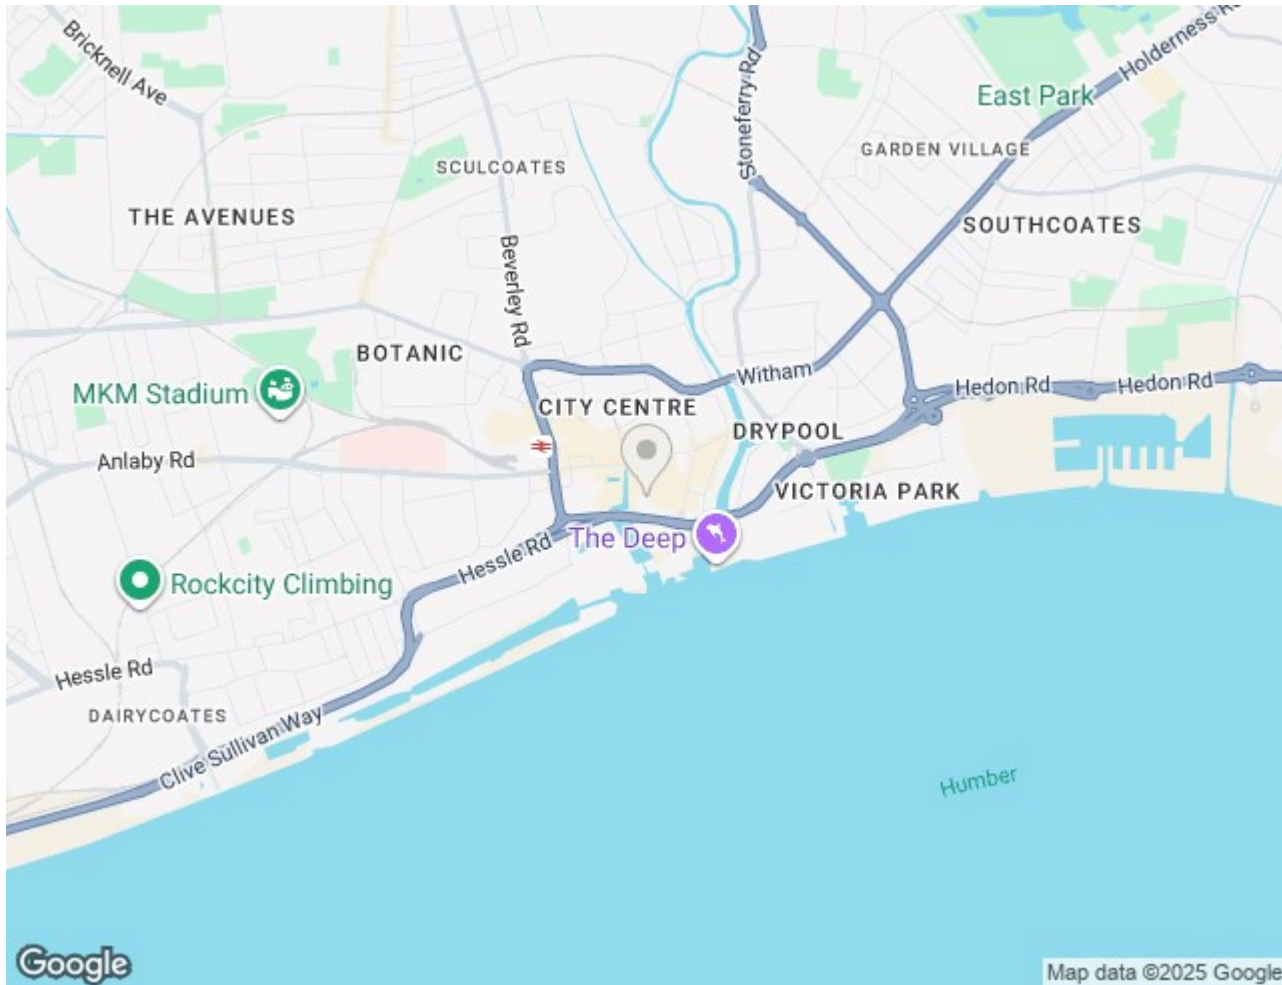 Bricknell Ave
Stoneferry Rd
Holderness Rd
East Park
GARDEN VILLAGE
SCULCOATES
THE AVENUES
SOUTHCOATES
Beverley Rd
BOTANIC
MKM Stadium
Witham
Hedon Rd
Hedon Rd
CITY CENTRE
DRYPOOL
Anlaby Rd
VICTORIA PARK
The Deep
Hessle Rd
Rockcity Climbing
Hessle Rd
DAIRYCOATES
Clive Sullivan Way
Humber
Google
Map data ©2025 Google